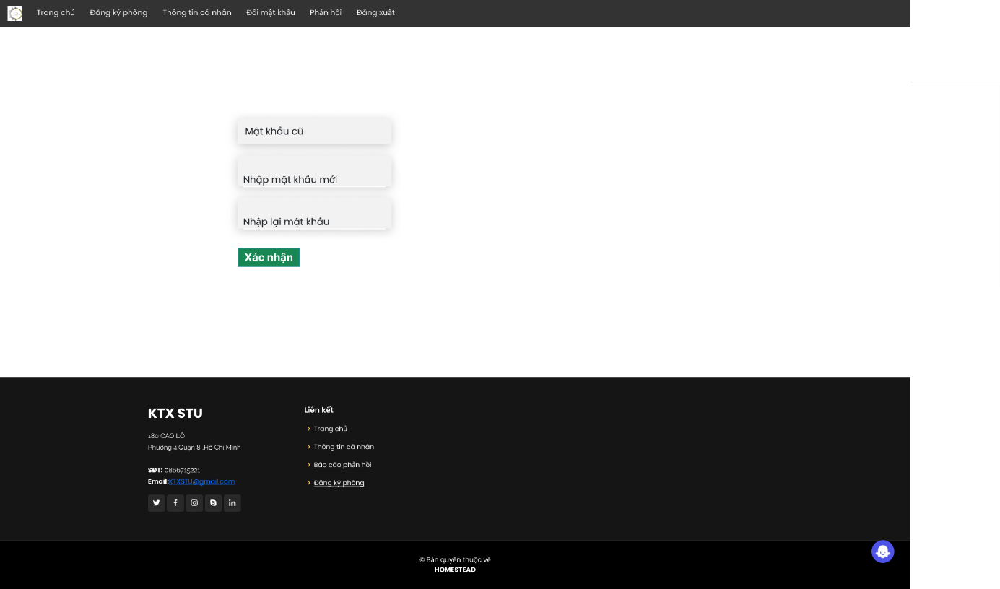 Trang chủ Đăng ký phòng Thông tin cá nhân Đổi mật khẩu Phản hồi Đăng xuất
Mật khẩu cũ
Nhập mật khẩu mới
Nhập lại mật khẩu
Xác nhận
KTX STU
180 CAO LỖ
Phường 4,Quận 8 ,Hồ Chí Minh
SĐT: 0866715221
Email:KTXSTU@gmail.com
Liên kết
Trang chủ
Thông tin cá nhân
Báo cáo phản hồi
Đăng ký phòng
© Bản quyền thuộc về
HOMESTEAD